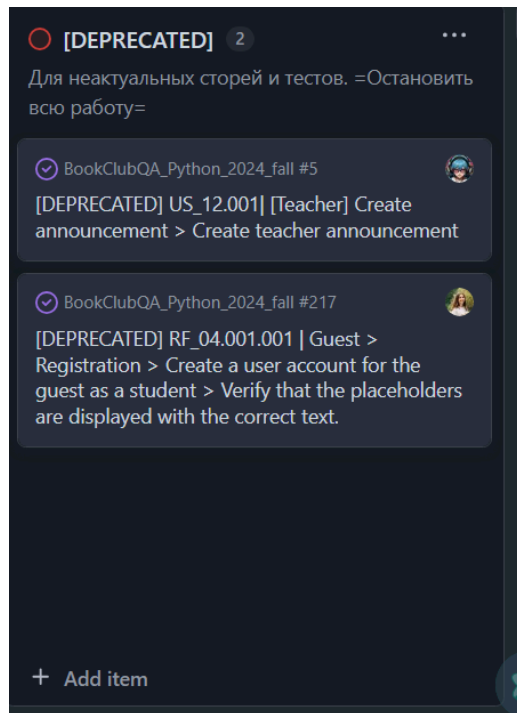 [DEPRECATED] 2 ...
Для неактуальных сторей и тестов. =Остановить
всю работу=
BookClubQA_Python_2024_fall #5
[DEPRECATED] US_12.001| [Teacher] Create
announcement > Create teacher announcement
BookClubQA_Python_2024_fall #217
[DEPRECATED] RF_04.001.001 | Guest >
Registration > Create a user account for the
guest as a student > Verify that the placeholders
are displayed with the correct text.
+ Add item